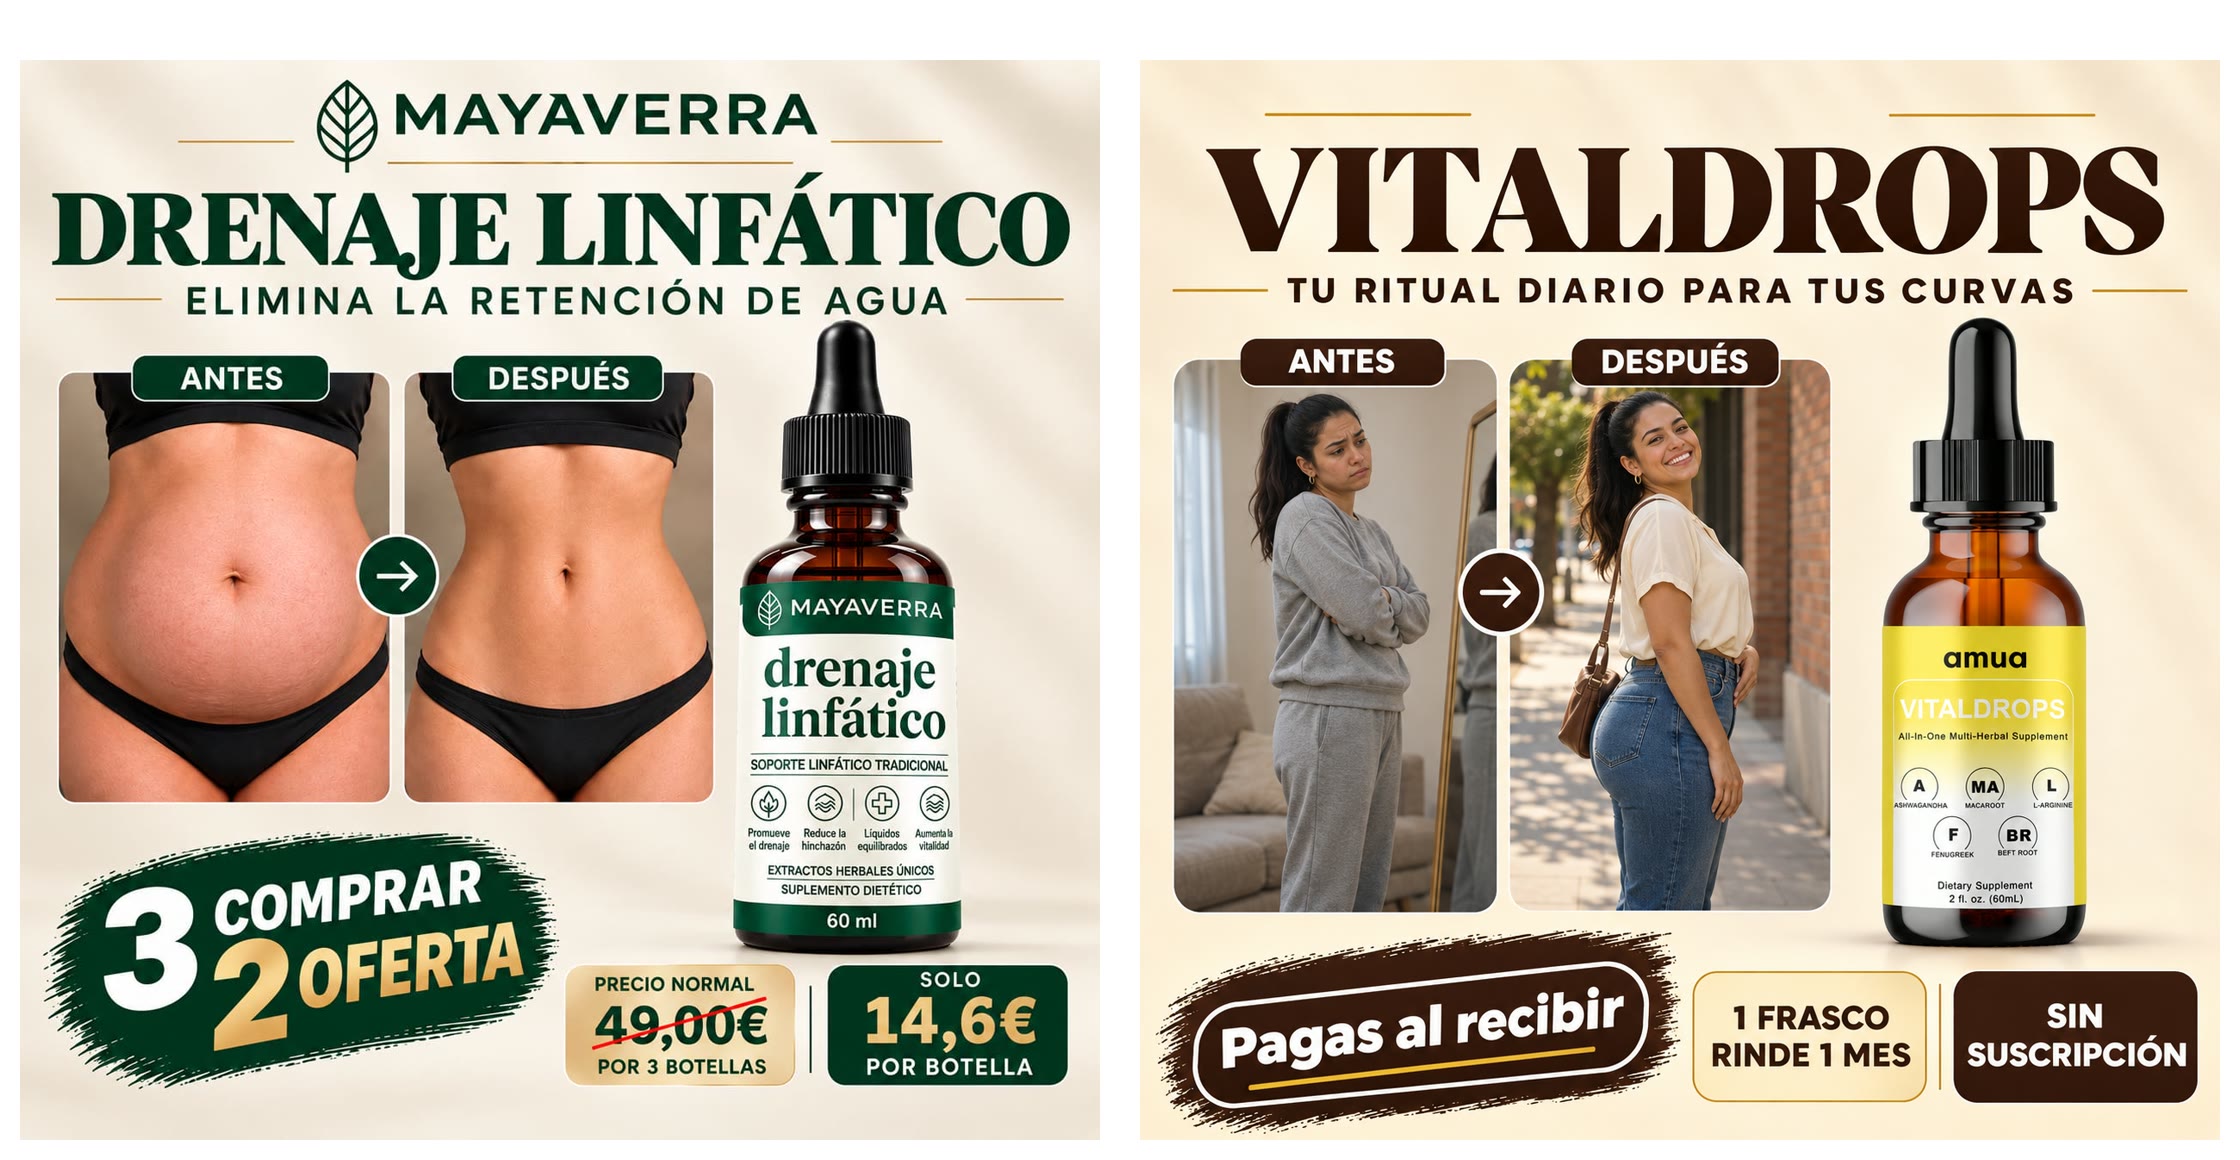 MAYAVERRA
DRENAJE LINFÁTICO
ELIMINA LA RETENCIÓN DE AGUA
ANTES
DESPUÉS
MAYAVERRA
drenaje
linfático
SOPORTE LINFÁTICO TRADICIONAL
Promueve el drenaje
Reduce la hinchazón
Líquidos equilibrados
Aumenta la vitalidad
EXTRACTOS HERBALES ÚNICOS
SUPLEMENTO DIETÉTICO
60 ml
3 COMPRAR
2 OFERTA
PRECIO NORMAL
49,00€
POR 3 BOTELLAS
SOLO
14,6€
POR BOTELLA
VITALDROPS
TU RITUAL DIARIO PARA TUS CURVAS
ANTES
DESPUÉS
amua
VITALDROPS
All-In-One Multi-Herbal Supplement
A
ASHWAGANDHA
MA
MACAROOT
L
L-ARGININE
F
FENUGREEK
BR
BEFT ROOT
Dietary Supplement
2 fl. oz. (60mL)
Pagas al recibir
1 FRASCO
RINDE 1 MES
SIN
SUSCRIPCIÓN